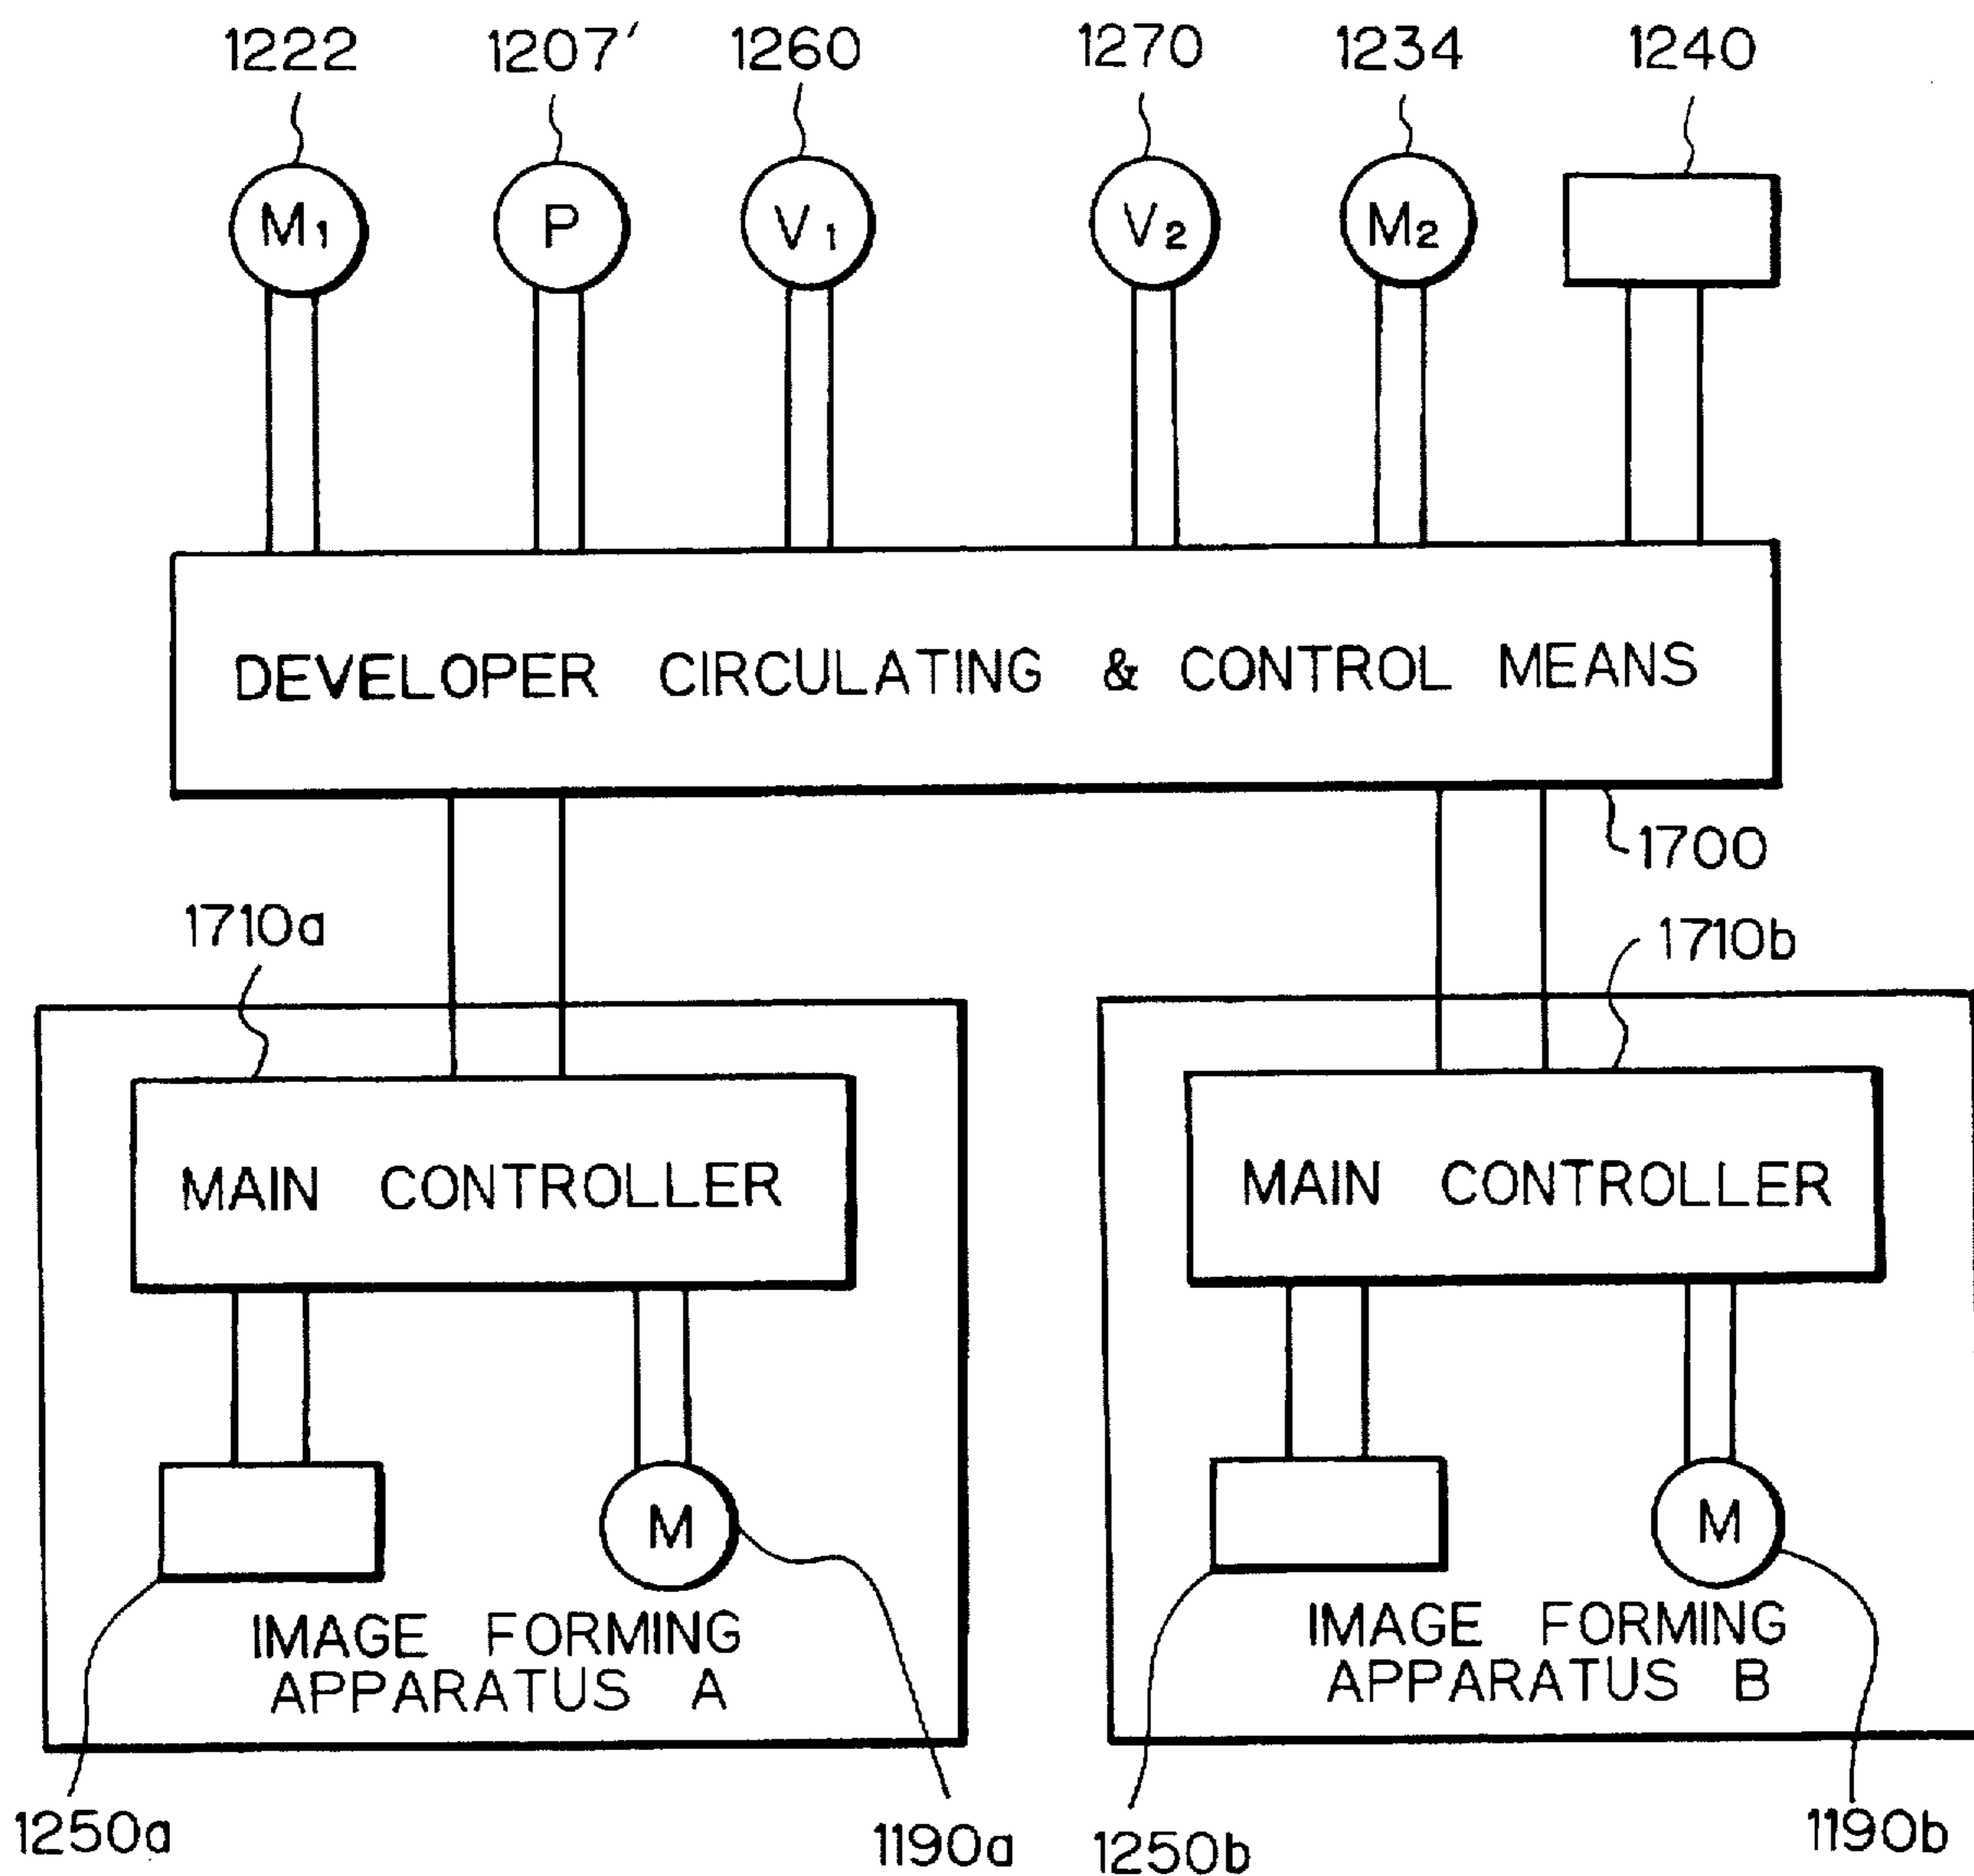 1222 1207′ 1260 1270 1234 1240
M1 P V1 V2 M2
DEVELOPER CIRCULATING & CONTROL MEANS
1700
1710a 1710b
MAIN CONTROLLER MAIN CONTROLLER
M M
IMAGE FORMING
APPARATUS A
IMAGE FORMING
APPARATUS B
1250a 1190a 1250b 1190b